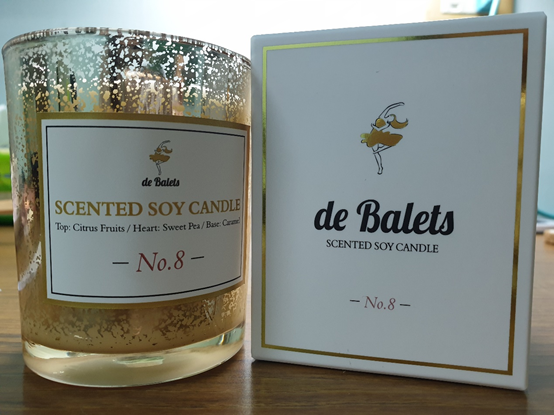 de Balets
SCENTED SOY CANDLE
Top: Citrus Fruits / Heart: Sweet Pea / Base: Caramel
— No.8 —
de Balets
SCENTED SOY CANDLE
— No.8 —